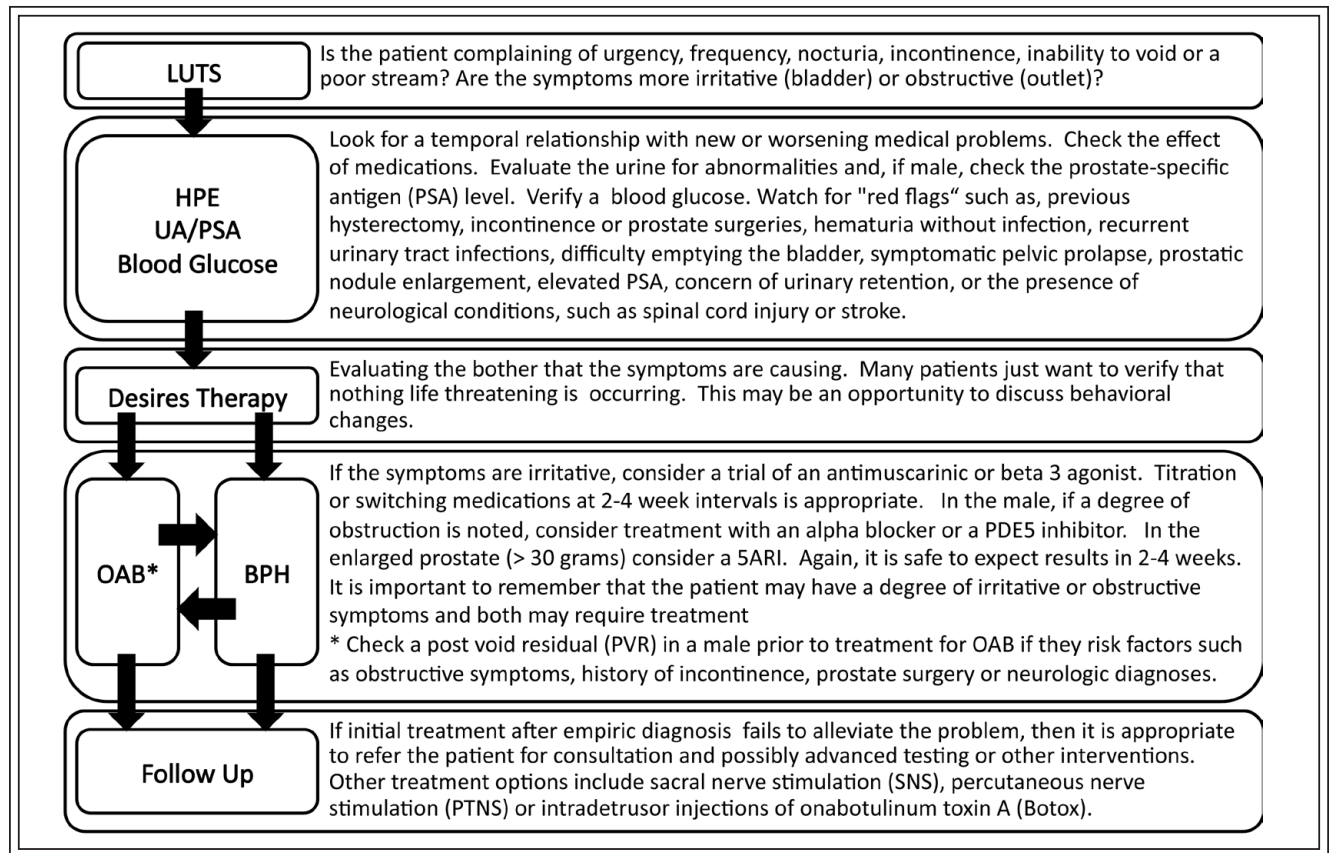 LUTS
Is the patient complaining of urgency, frequency, nocturia, incontinence, inability to void or a
poor stream? Are the symptoms more irritative (bladder) or obstructive (outlet)?
HPE
UA/PSA
Blood Glucose
Look for a temporal relationship with new or worsening medical problems. Check the effect
of medications. Evaluate the urine for abnormalities and, if male, check the prostate-specific
antigen (PSA) level. Verify a blood glucose. Watch for "red flags“ such as, previous
hysterectomy, incontinence or prostate surgeries, hematuria without infection, recurrent
urinary tract infections, difficulty emptying the bladder, symptomatic pelvic prolapse, prostatic
nodule enlargement, elevated PSA, concern of urinary retention, or the presence of
neurological conditions, such as spinal cord injury or stroke.
Desires Therapy
Evaluating the bother that the symptoms are causing. Many patients just want to verify that
nothing life threatening is occurring. This may be an opportunity to discuss behavioral
changes.
OAB*
BPH
If the symptoms are irritative, consider a trial of an antimuscarinic or beta 3 agonist. Titration
or switching medications at 2-4 week intervals is appropriate. In the male, if a degree of
obstruction is noted, consider treatment with an alpha blocker or a PDE5 inhibitor. In the
enlarged prostate (> 30 grams) consider a 5ARI. Again, it is safe to expect results in 2-4 weeks.
It is important to remember that the patient may have a degree of irritative or obstructive
symptoms and both may require treatment
* Check a post void residual (PVR) in a male prior to treatment for OAB if they risk factors such
as obstructive symptoms, history of incontinence, prostate surgery or neurologic diagnoses.
Follow Up
If initial treatment after empiric diagnosis fails to alleviate the problem, then it is appropriate
to refer the patient for consultation and possibly advanced testing or other interventions.
Other treatment options include sacral nerve stimulation (SNS), percutaneous nerve
stimulation (PTNS) or intradetrusor injections of onabotulinum toxin A (Botox).